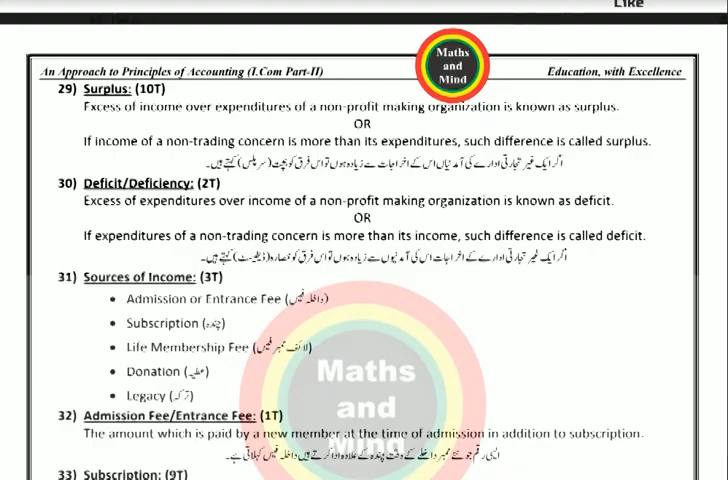 Like
Maths
and
Mind
An Approach to Principles of Accounting (I.Com Part-II)
Education, with Excellence
29) Surplus: (10T)
Excess of income over expenditures of a non-profit making organization is known as surplus.
OR
If income of a non-trading concern is more than its expenditures, such difference is called surplus.
اگر ایک غیر تجارتی ادارے کی آمدنیاں اس کے اخراجات سے زیادہ ہوں تو اس فرق کو بچت (سرپلس) کہتے ہیں۔
30) Deficit/Deficiency: (2T)
Excess of expenditures over income of a non-profit making organization is known as deficit.
OR
If expenditures of a non-trading concern is more than its income, such difference is called deficit.
اگر ایک غیر تجارتی ادارے کے اخراجات اس کی آمدنیوں سے زیادہ ہوں تو اس فرق کو خسارہ (ڈیفیسٹ) کہتے ہیں۔
31) Sources of Income: (3T)
• Admission or Entrance Fee (داخلہ فیس)
• Subscription (چندہ)
• Life Membership Fee (لائف ممبر فیس)
• Donation (عطیہ)
• Legacy (ترکہ)
Maths
and
Mind
32) Admission Fee/Entrance Fee: (1T)
The amount which is paid by a new member at the time of admission in addition to subscription.
ایسی رقم جو نئے ممبر داخلے کے وقت چندہ کے علاوہ ادا کرتے ہیں داخلہ فیس کہلاتی ہے۔
33) Subscription: (9T)